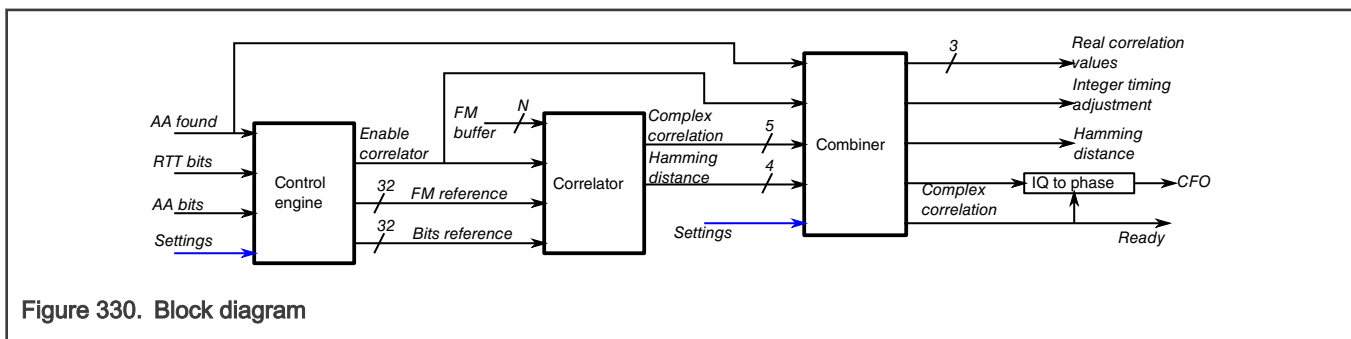 3
Real correlation
values
Integer timing
adjustment
AA found
FM
buffer
N
Complex
correlation
5
Hamming
distance
Enable
correlator
Combiner
RTT bits
Hamming
distance
4
Control
engine
Correlator
32
FM reference
Complex
correlation
IQ to phase
CFO
AA bits
Settings
32
Bits reference
Settings
Ready
Figure 330. Block diagram